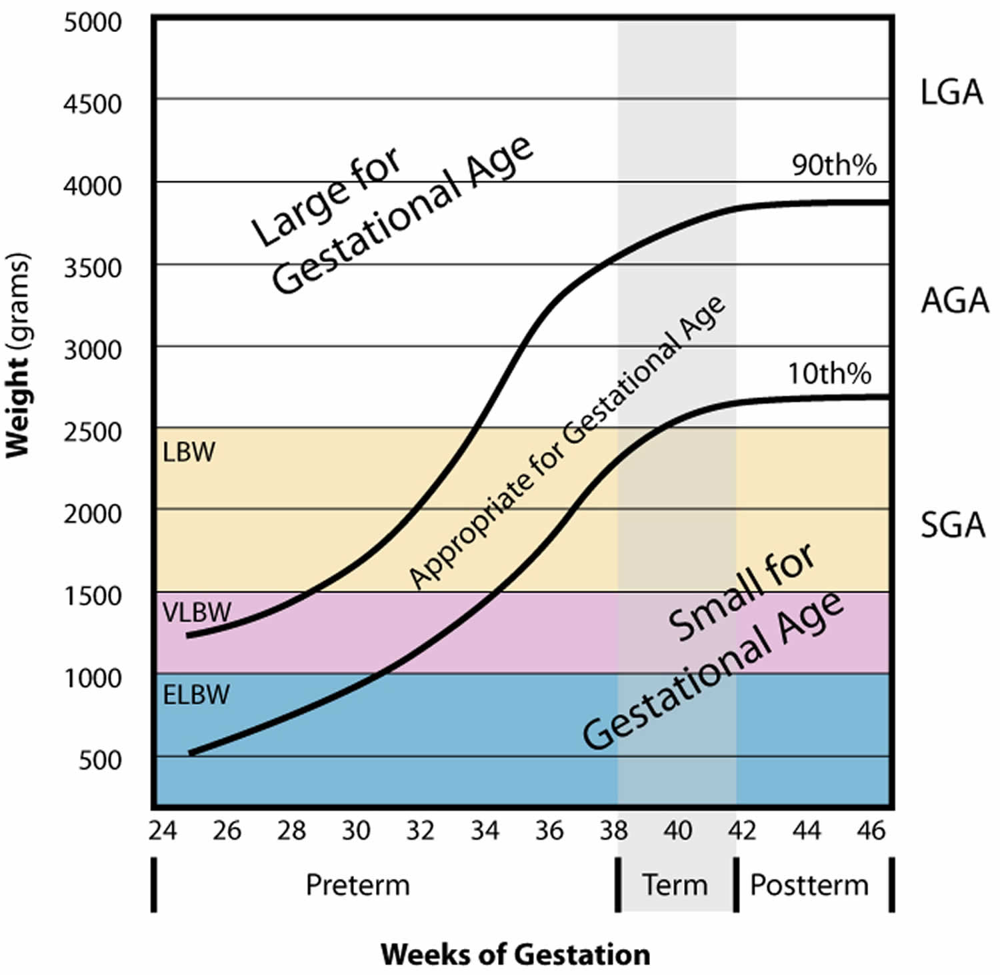 5000
4500
4000
3500
3000
2500
2000
1500
1000
500
Weight (grams)
Large for
Gestational Age
Appropriate for Gestational Age
Small for
Gestational Age
90th%
10th%
LBW
VLBW
ELBW
LGA
AGA
SGA
24 26 28 30 32 34 36 38 40 42 44 46
Preterm Term Postterm
Weeks of Gestation